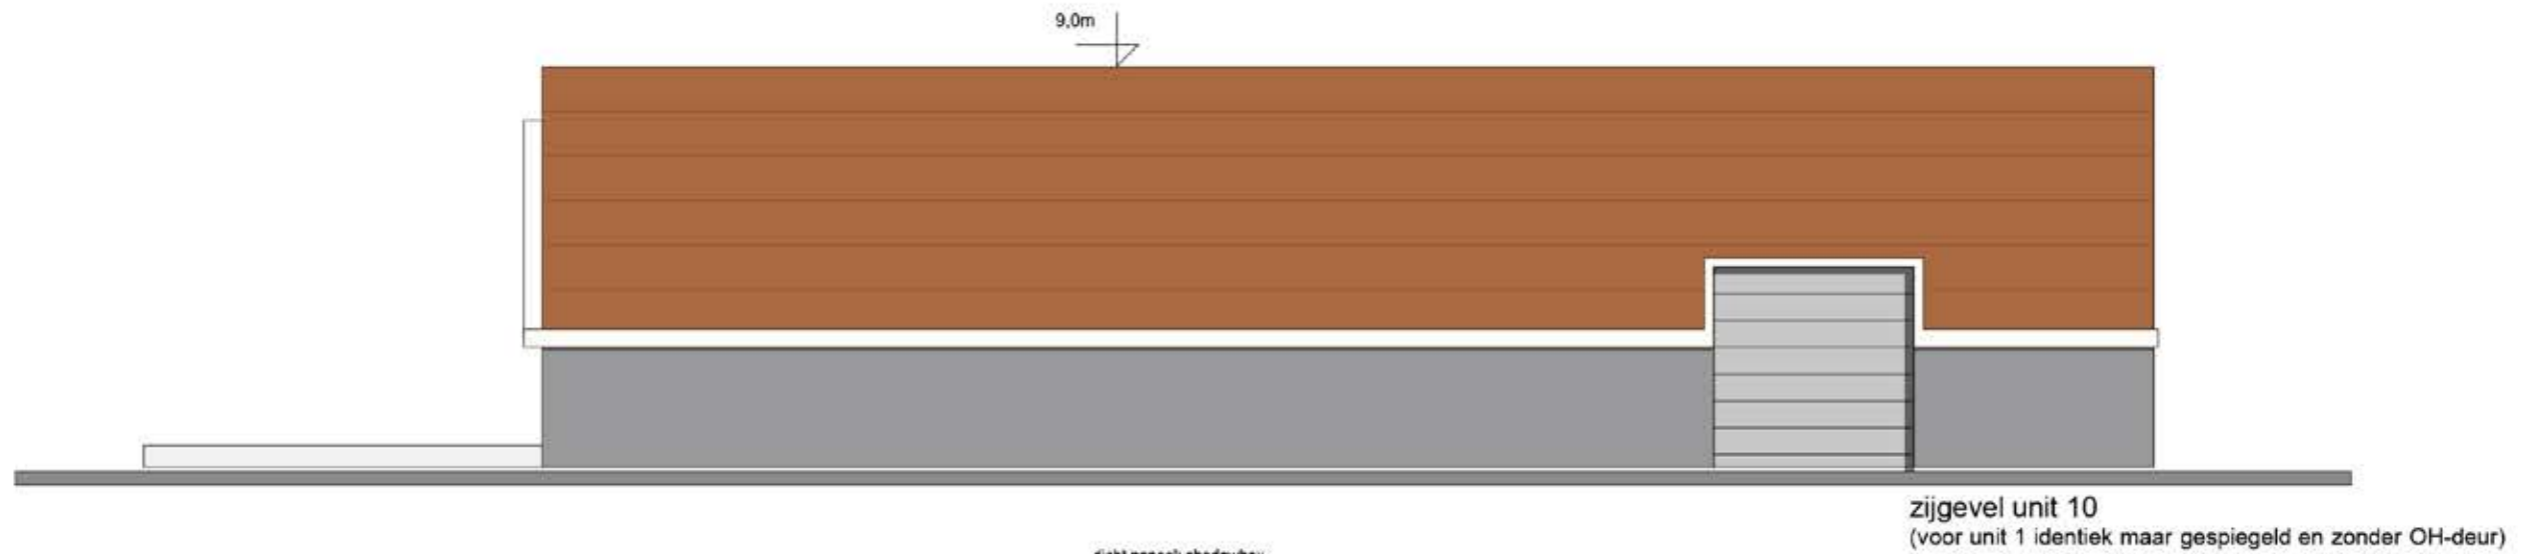 9,0m
zijgevel unit 10
(voor unit 1 identiek maar gespiegeld en zonder OH-deur)